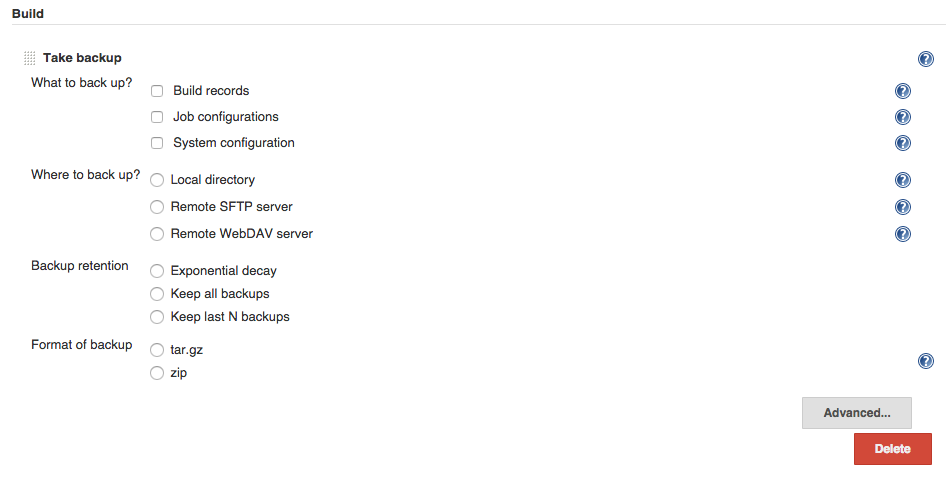 Build
Take backup
What to back up?
Build records
Job configurations
System configuration
Where to back up?
Local directory
Remote SFTP server
Remote WebDAV server
Backup retention
Exponential decay
Keep all backups
Keep last N backups
Format of backup
tar.gz
zip
Advanced...
Delete